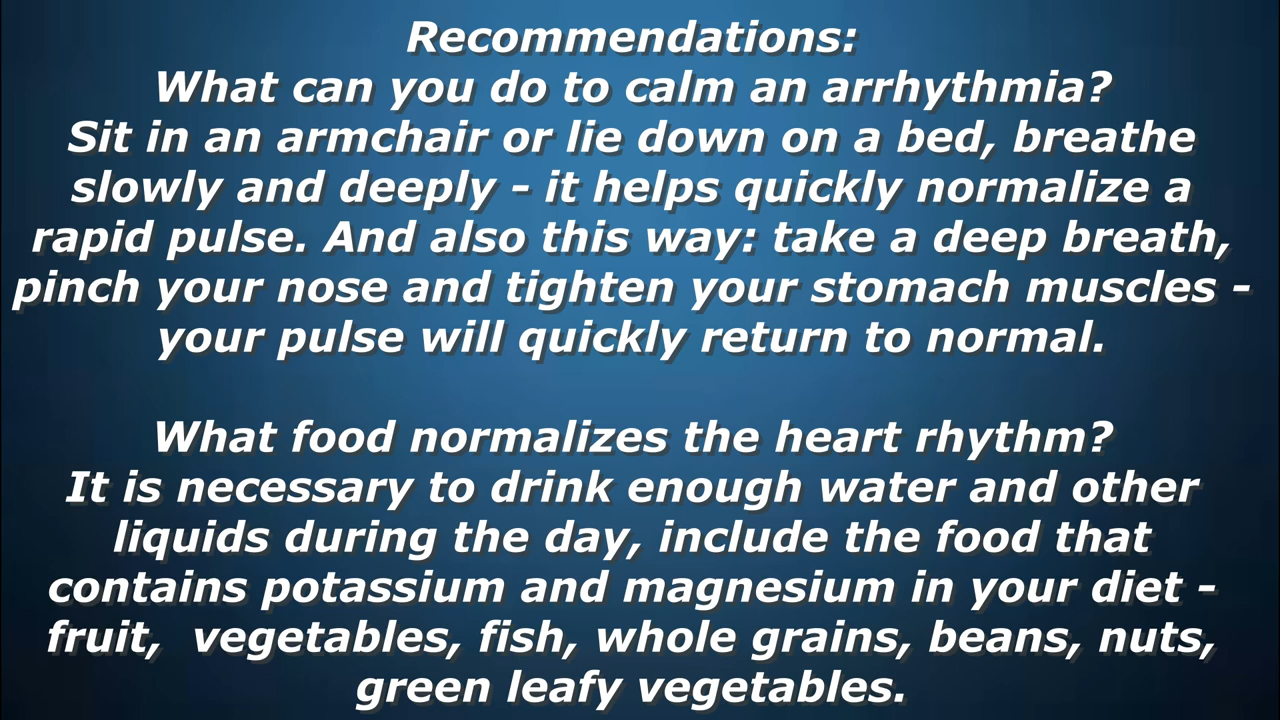 Recommendations:
What can you do to calm an arrhythmia?
Sit in an armchair or lie down on a bed, breathe
slowly and deeply - it helps quickly normalize a
rapid pulse. And also this way: take a deep breath,
pinch your nose and tighten your stomach muscles -
your pulse will quickly return to normal.
What food normalizes the heart rhythm?
It is necessary to drink enough water and other
liquids during the day, include the food that
contains potassium and magnesium in your diet -
fruit,  vegetables, fish, whole grains, beans, nuts,
green leafy vegetables.